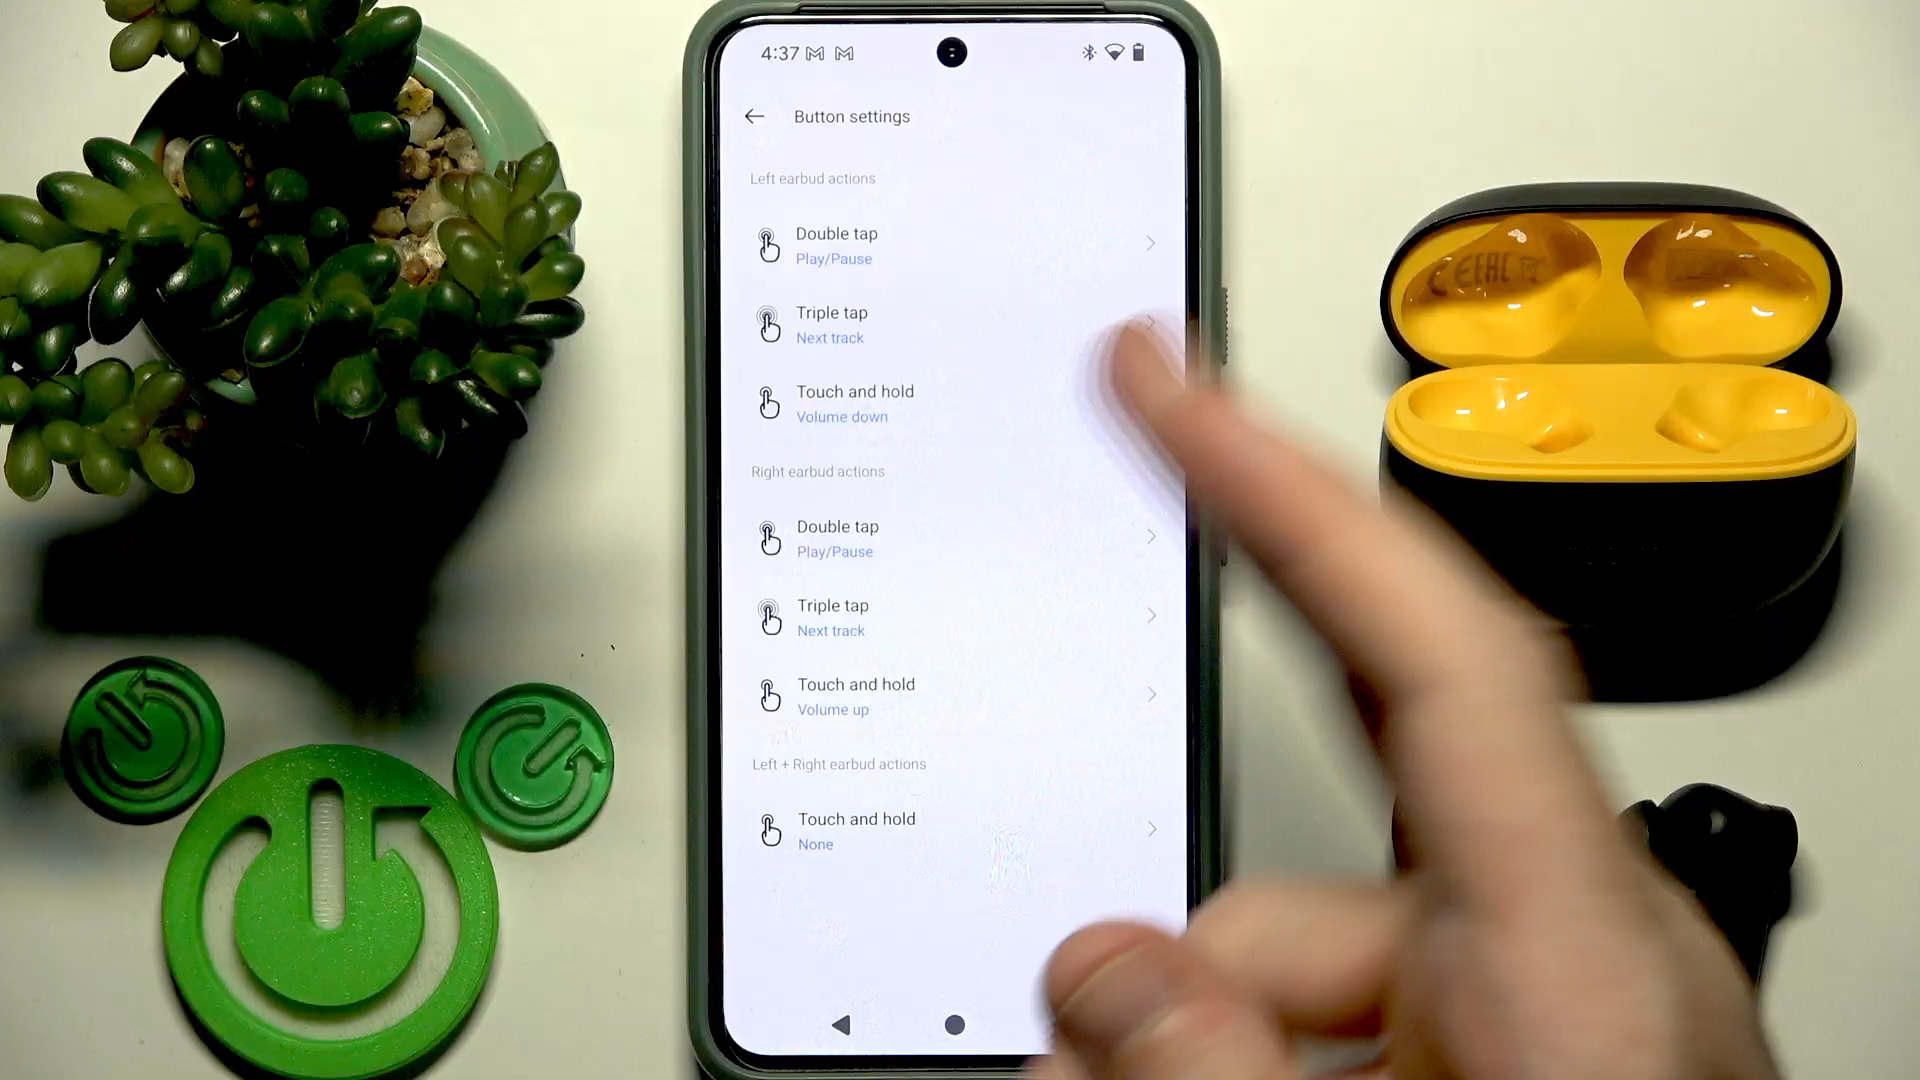 4:37
Button settings
Left earbud actions
Double tap
Play/Pause
Triple tap
Next track
Touch and hold
Volume down
Right earbud actions
Double tap
Play/Pause
Triple tap
Next track
Touch and hold
Volume up
Left + Right earbud actions
Touch and hold
None
CE EAC